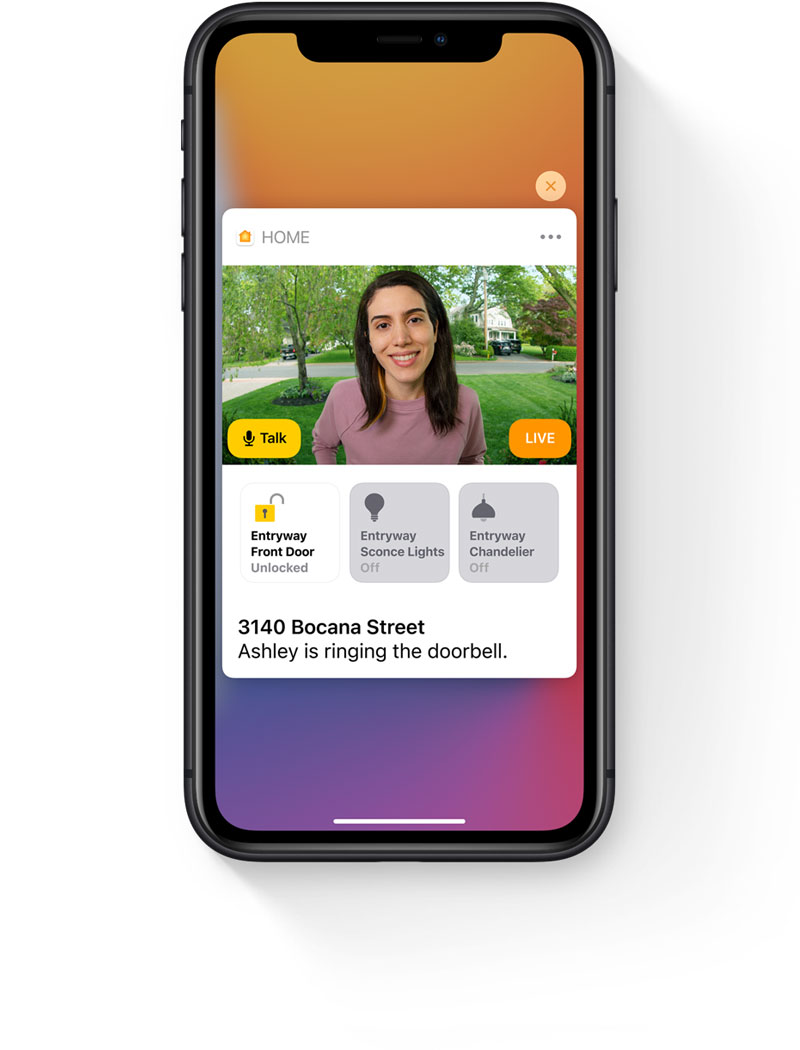 HOME
Talk
LIVE
Entryway
Front Door
Unlocked
Entryway
Sconce Lights
Off
Entryway
Chandelier
Off
3140 Bocana Street
Ashley is ringing the doorbell.